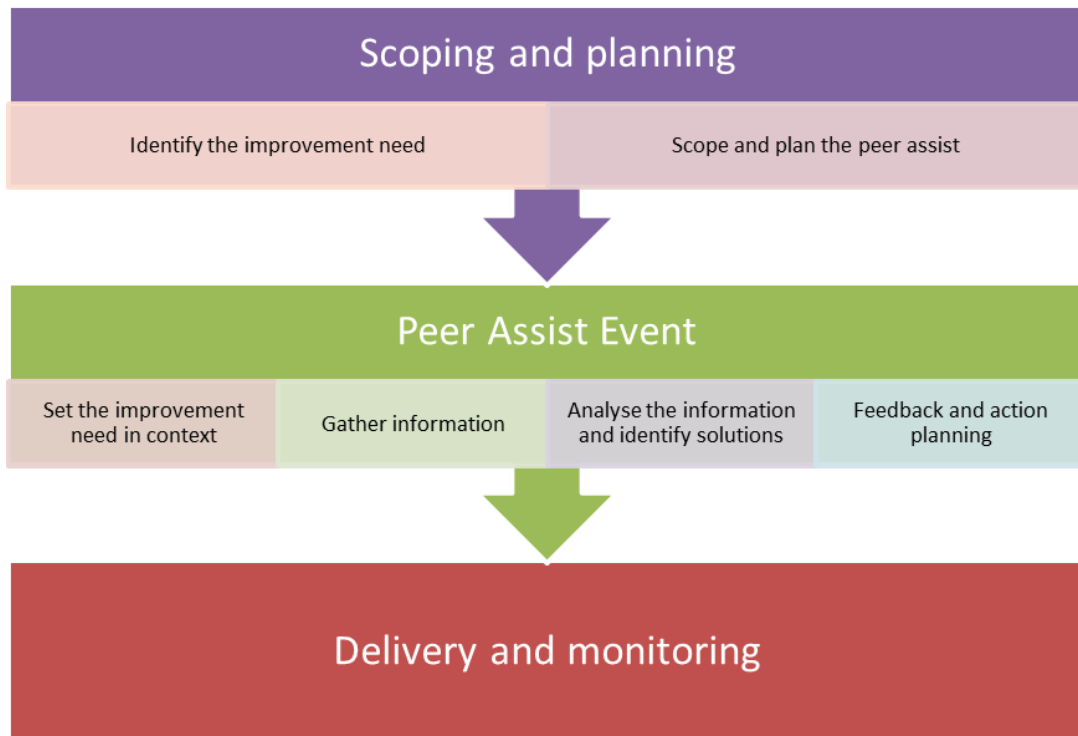 Scoping and planning
Identify the improvement need
Scope and plan the peer assist
Peer Assist Event
Set the improvement
need in context
Gather information
Analyse the information
and identify solutions
Feedback and action
planning
Delivery and monitoring